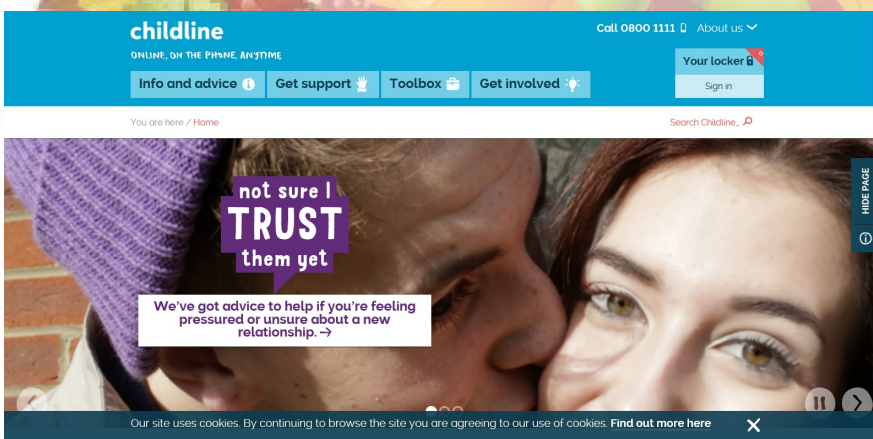 childline
ONLINE, ON THE PHONE, ANYTIME
Call 0800 1111
About us
Your locker
Sign in
Info and advice
Get support
Toolbox
Get involved
You are here / Home
Search Childline_
HIDE PAGE
not sure I
TRUST
them yet
We've got advice to help if you're feeling
pressured or unsure about a new
relationship. →
Our site uses cookies. By continuing to browse the site you are agreeing to our use of cookies. Find out more here